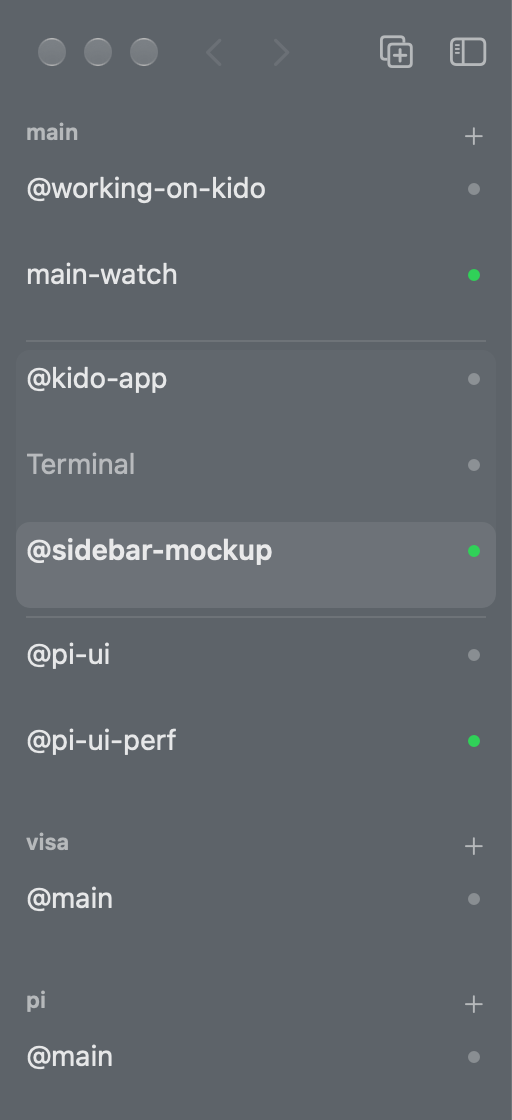 main
@working-on-kido
main-watch
@kido-app
Terminal
@sidebar-mockup
@pi-ui
@pi-ui-perf
visa
@main
pi
@main